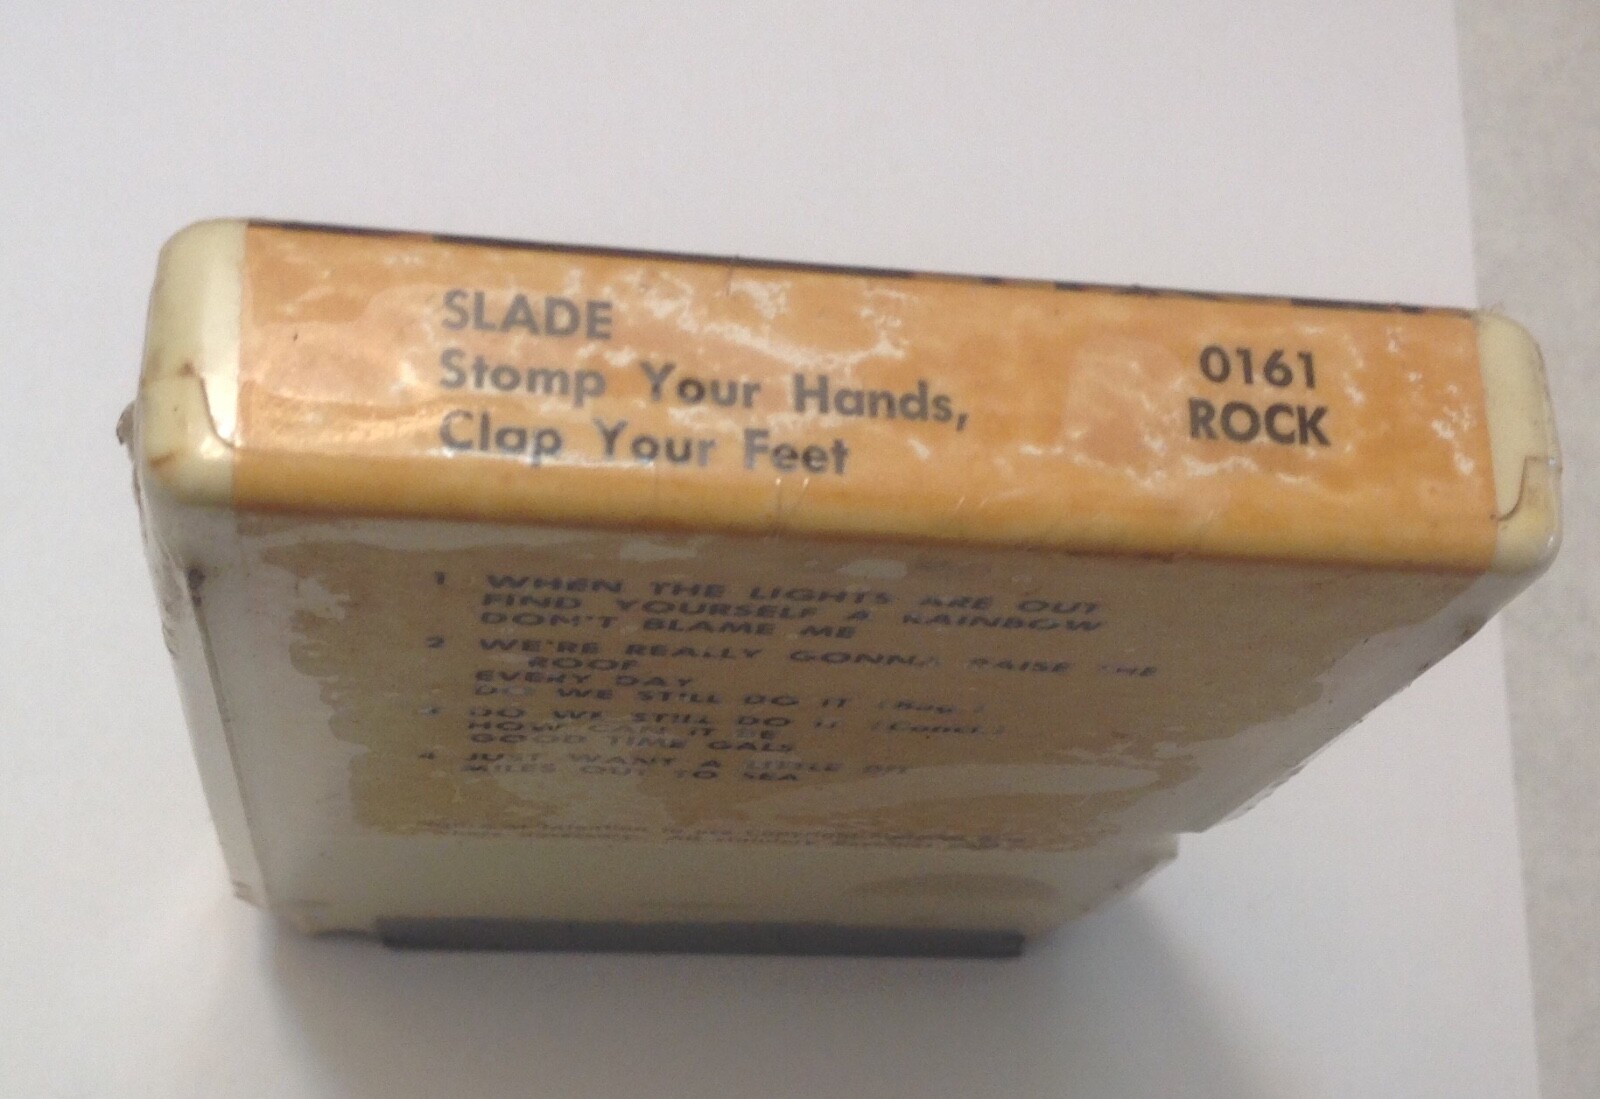 SLADE
Stomp Your Hands,
Clap Your Feet
0161
ROCK
1 WHEN THE LIGHTS ARE OUT
FIND YOURSELF A RAINBOW
DON'T BLAME ME
2 WE'RE REALLY GONNA RAISE THE
ROOF
EVERY DAY
DO WE STILL DO IT (Beg.)
3 DO WE STILL DO IT (Concl.)
HOW CAN IT BE
GOOD TIME GALS
4 JUST WANT A LITTLE BIT
MILES OUT TO SEA